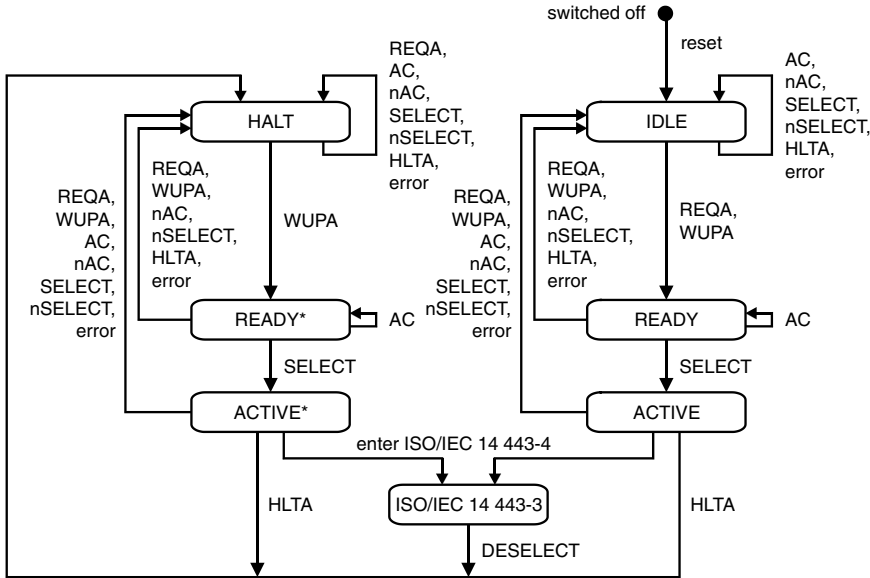 switched off
reset
REQA,
AC,
nAC,
SELECT,
nSELECT,
HLTA,
error
AC,
nAC,
SELECT,
nSELECT,
HLTA,
error
HALT
IDLE
REQA,
WUPA,
AC,
nAC,
SELECT,
nSELECT,
error
REQA,
WUPA,
nAC,
nSELECT,
HLTA,
error
WUPA
REQA,
WUPA,
AC,
nAC,
SELECT,
nSELECT,
error
REQA,
WUPA,
nAC,
nSELECT,
HLTA,
error
REQA,
WUPA
READY*
AC
READY
AC
SELECT
SELECT
ACTIVE*
ACTIVE
enter ISO/IEC 14 443-4
ISO/IEC 14 443-3
HLTA
HLTA
DESELECT